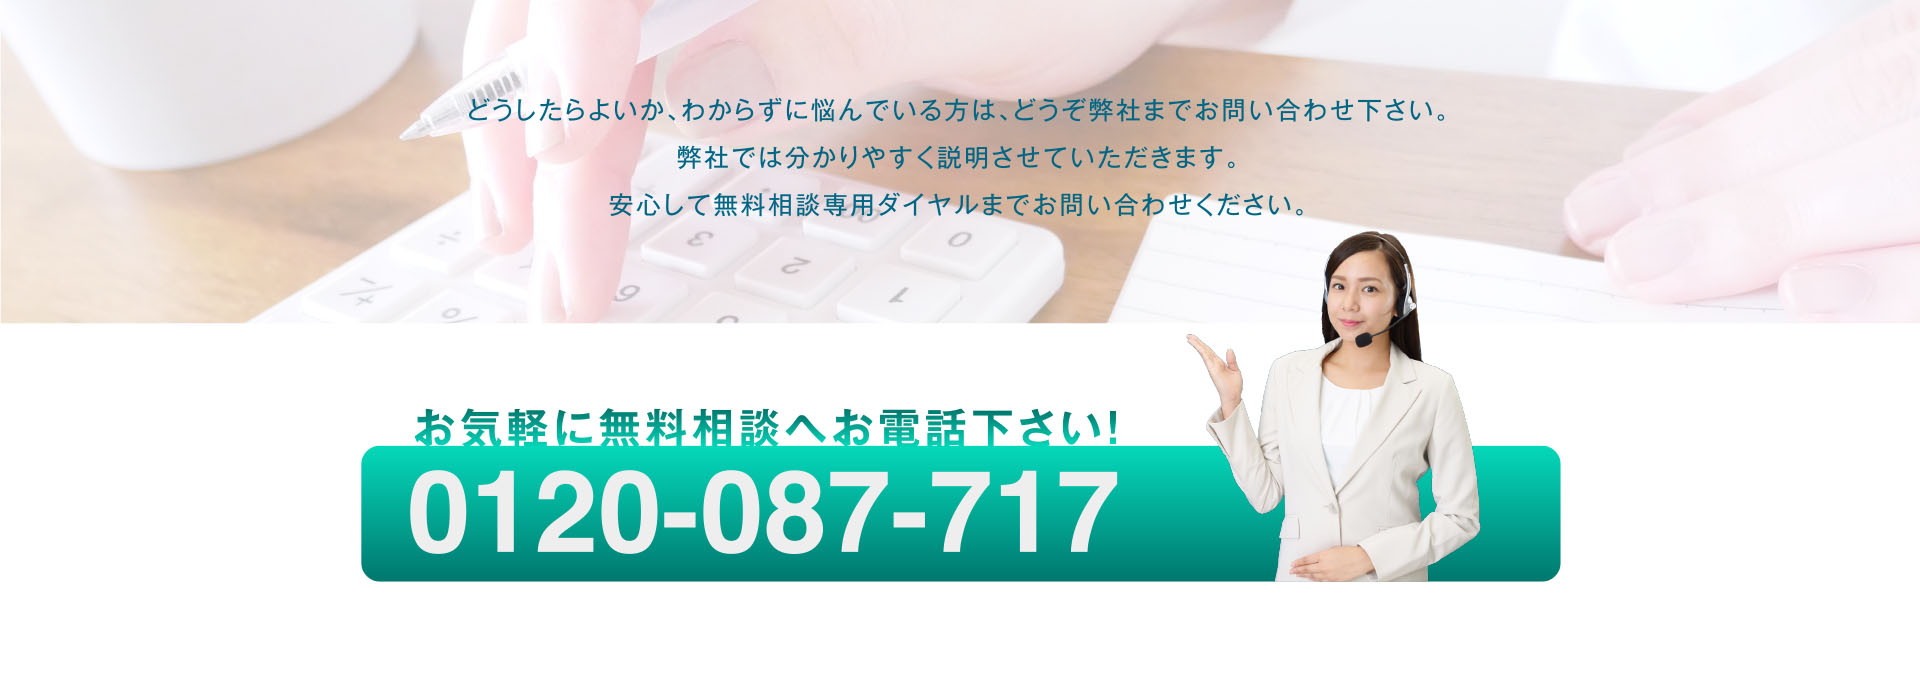 どうしたらよいか、わからずに悩んでいる方は、どうぞ弊社までお問い合わせ下さい。
弊社では分かりやすく説明させていただきます。
安心して無料相談専用ダイヤルまでお問い合わせください。
÷
3
0
2
+/-
6
1
%
お気軽に無料相談へお電話下さい!
0120-087-717